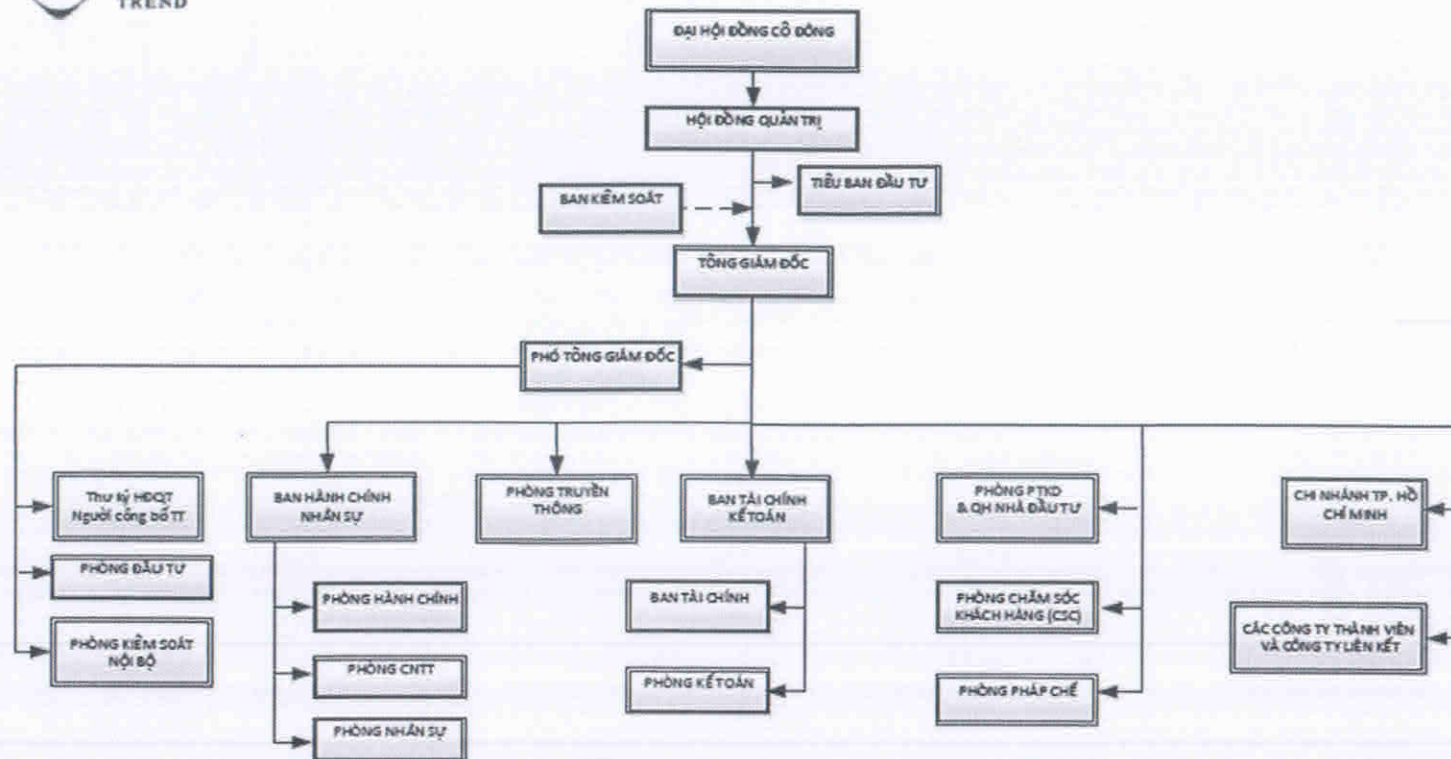 TREND
ĐẠI HỘI ĐỒNG CỔ ĐÔNG
HỘI ĐỒNG QUẢN TRỊ
TIỂU BAN ĐẦU TƯ
BAN KIỂM SOÁT
TỔNG GIÁM ĐỐC
PHÓ TỔNG GIÁM ĐỐC
Thư ký HĐQT
Người công bố TT
BAN HÀNH CHÍNH
NHÂN SỰ
PHÒNG TRUYỀN
THÔNG
BAN TÀI CHÍNH
KẾ TOÁN
PHÒNG PTKD
& QH NHÀ ĐẦU TƯ
CHI NHÁNH TP. HỒ
CHÍ MINH
PHÒNG ĐẦU TƯ
PHÒNG HÀNH CHÍNH
BAN TÀI CHÍNH
PHÒNG CHĂM SÓC
KHÁCH HÀNG (CSC)
CÁC CÔNG TY THÀNH VIÊN
VÀ CÔNG TY LIÊN KẾT
PHÒNG KIỂM SOÁT
NỘI BỘ
PHÒNG CNTT
PHÒNG KẾ TOÁN
PHÒNG PHÁP CHẾ
PHÒNG NHÂN SỰ